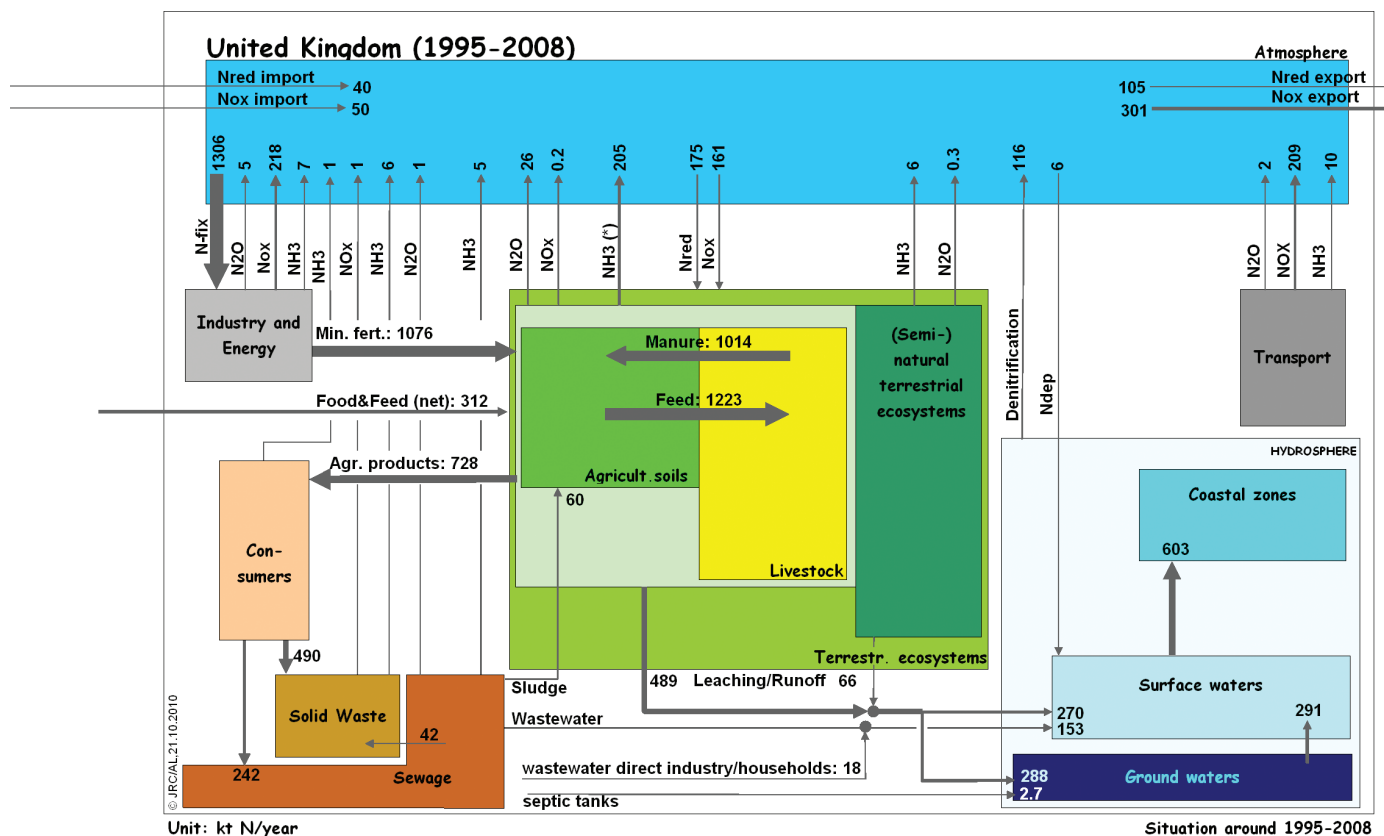 United Kingdom (1995-2008)
Atmosphere
Nred import
40
105
Nred export
Nox import
50
301
Nox export
1306
5
218
7
1
1
6
1
5
26
0.2
205
175
161
6
0.3
116
6
2
209
10
N-fix
N2O
Nox
NH3
NH3
NOx
NH3
N2O
NH3
N2O
NOx
NH3 (*)
Nred
Nox
NH3
N2O
Denitrification
Ndep
N2O
NOX
NH3
Industry and
Energy
Min. fert.: 1076
Manure: 1014
Feed: 1223
(Semi-)
natural
terrestrial
ecosystems
Transport
Food&Feed (net): 312
Agr. products: 728
Agricult.soils
60
HYDROSPHERE
Coastal zones
603
Con-
sumers
Livestock
490
Terrestr. ecosystems
Sludge
489
Leaching/Runoff
66
Surface waters
Solid Waste
Wastewater
270
291
153
42
242
Sewage
wastewater direct industry/households: 18
288
Ground waters
septic tanks
2.7
© JRC/AL.21.10.2010
Unit: kt N/year
Situation around 1995-2008